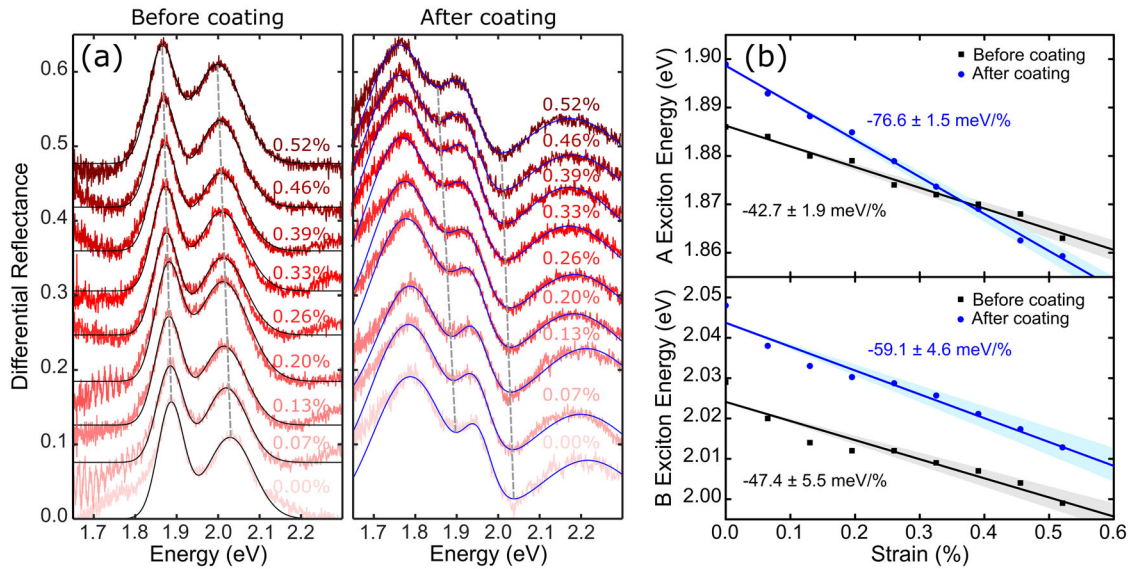 Before coating
After coating
(a)
Differential Reflectance
0.6
0.5
0.4
0.3
0.2
0.1
0.0
0.52%
0.46%
0.39%
0.33%
0.26%
0.20%
0.13%
0.07%
0.00%
1.7 1.8 1.9 2.0 2.1 2.2
Energy (eV)
0.52%
0.46%
0.39%
0.33%
0.26%
0.20%
0.13%
0.07%
0.00%
1.7 1.8 1.9 2.0 2.1 2.2
Energy (eV)
(b)
A Exciton Energy (eV)
1.90
1.89
1.88
1.87
1.86
Before coating
After coating
-76.6 ± 1.5 meV/%
-42.7 ± 1.9 meV/%
B Exciton Energy (eV)
2.05
2.04
2.03
2.02
2.01
2.00
Before coating
After coating
-59.1 ± 4.6 meV/%
-47.4 ± 5.5 meV/%
0.0 0.1 0.2 0.3 0.4 0.5 0.6
Strain (%)